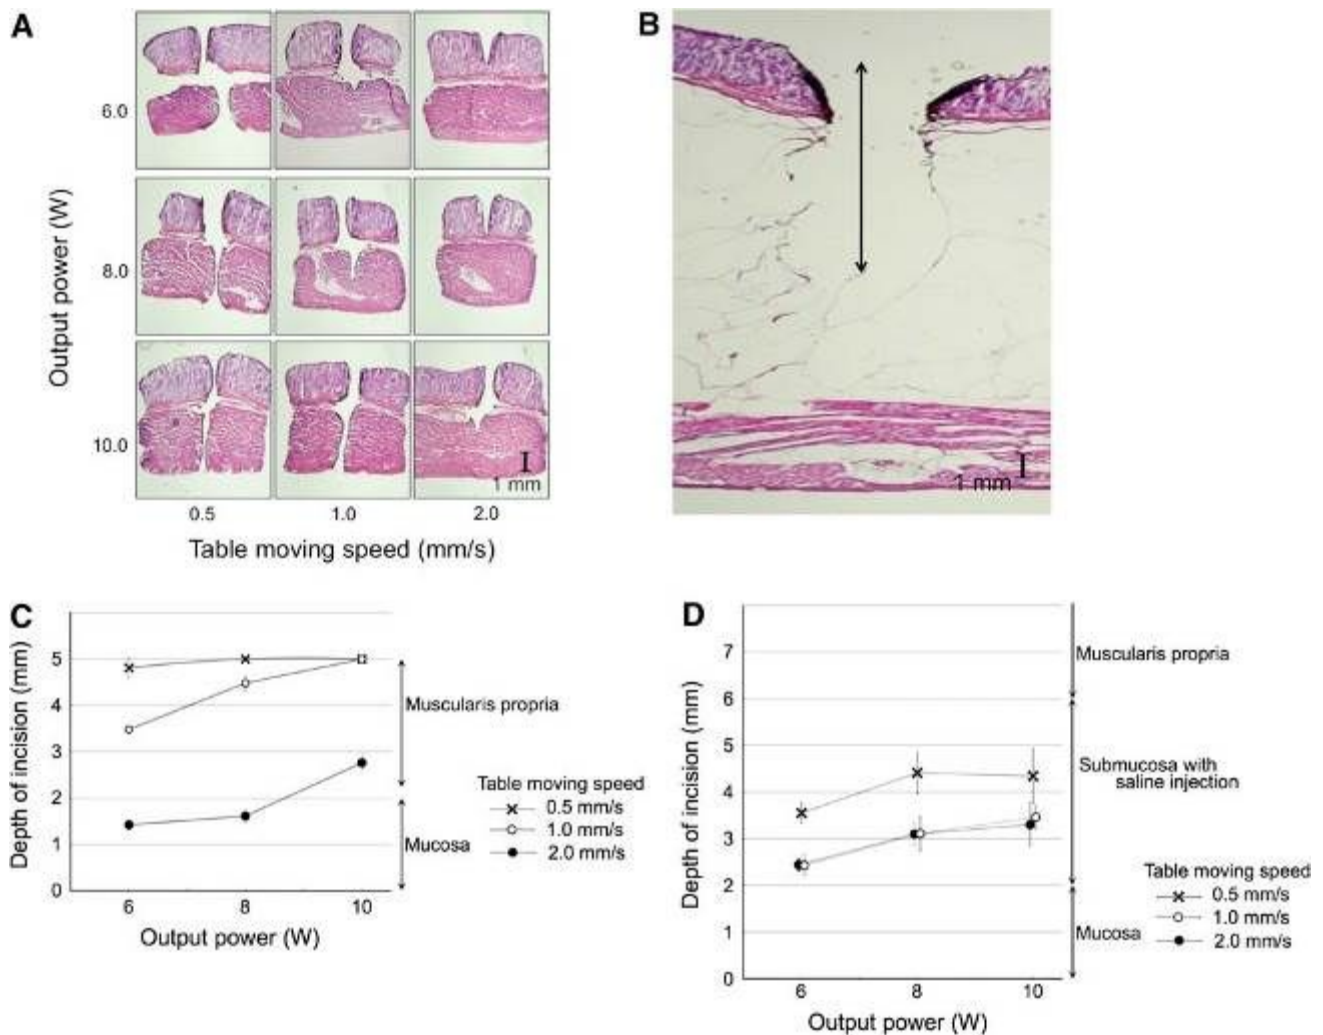 A
Output power (W)
6.0
8.0
10.0
1 mm
0.5 1.0 2.0
Table moving speed (mm/s)
B
1 mm
C
Depth of incision (mm)
5
4
3
2
1
0
6 8 10
Output power (W)
Muscularis propria
Mucosa
Table moving speed
0.5 mm/s
1.0 mm/s
2.0 mm/s
D
Depth of incision (mm)
7
6
5
4
3
2
1
0
6 8 10
Output power (W)
Muscularis propria
Submucosa with
saline injection
Mucosa
Table moving speed
0.5 mm/s
1.0 mm/s
2.0 mm/s